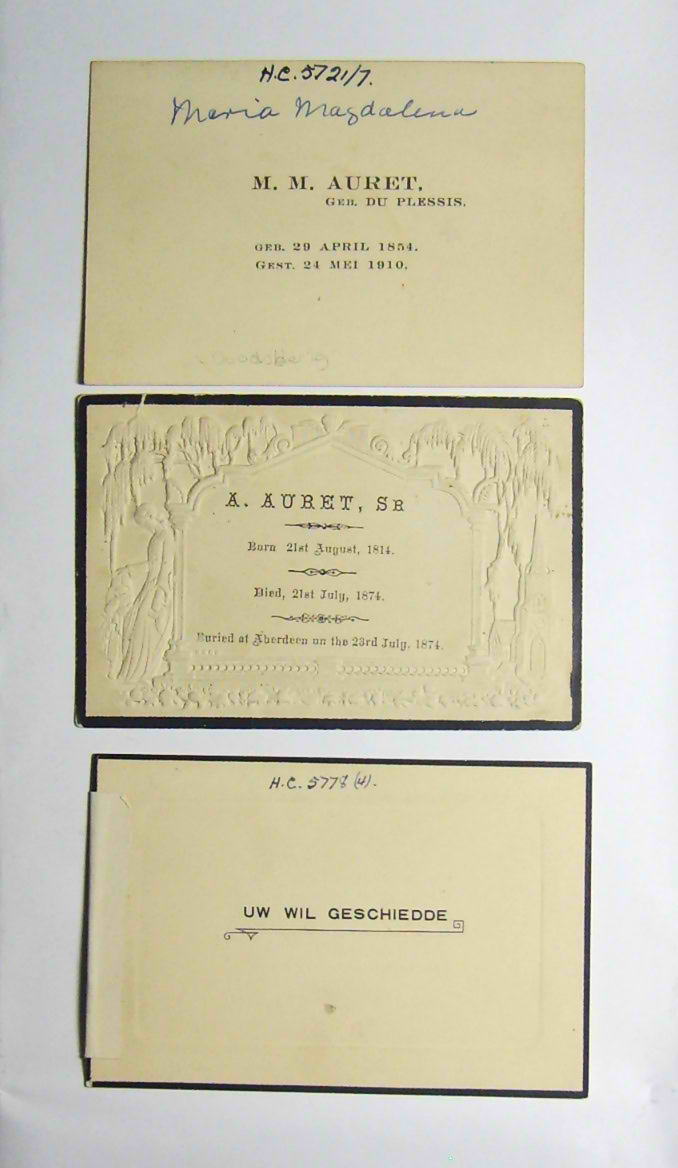 H.C. 5721/7.
Maria Magdalena
M. M. AURET,
GEB. DU PLESSIS.
GEB. 29 APRIL 1854.
GEST. 24 MEI 1910.
A. AURET, SR
Born 21st August, 1814.
Died, 21st July, 1874.
Buried at Aberdeen on the 23rd July, 1874.
H.C. 5778 (4).
UW WIL GESCHIEDDE